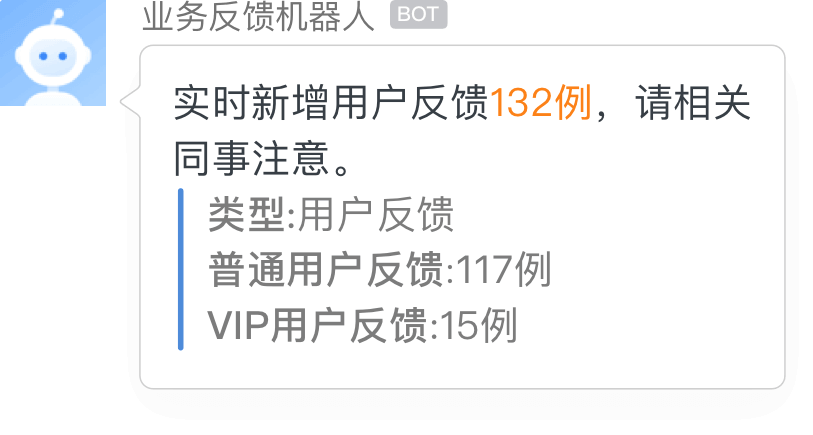 业务反馈机器人 BOT
实时新增用户反馈132例，请相关
同事注意。
类型:用户反馈
普通用户反馈:117例
VIP用户反馈:15例